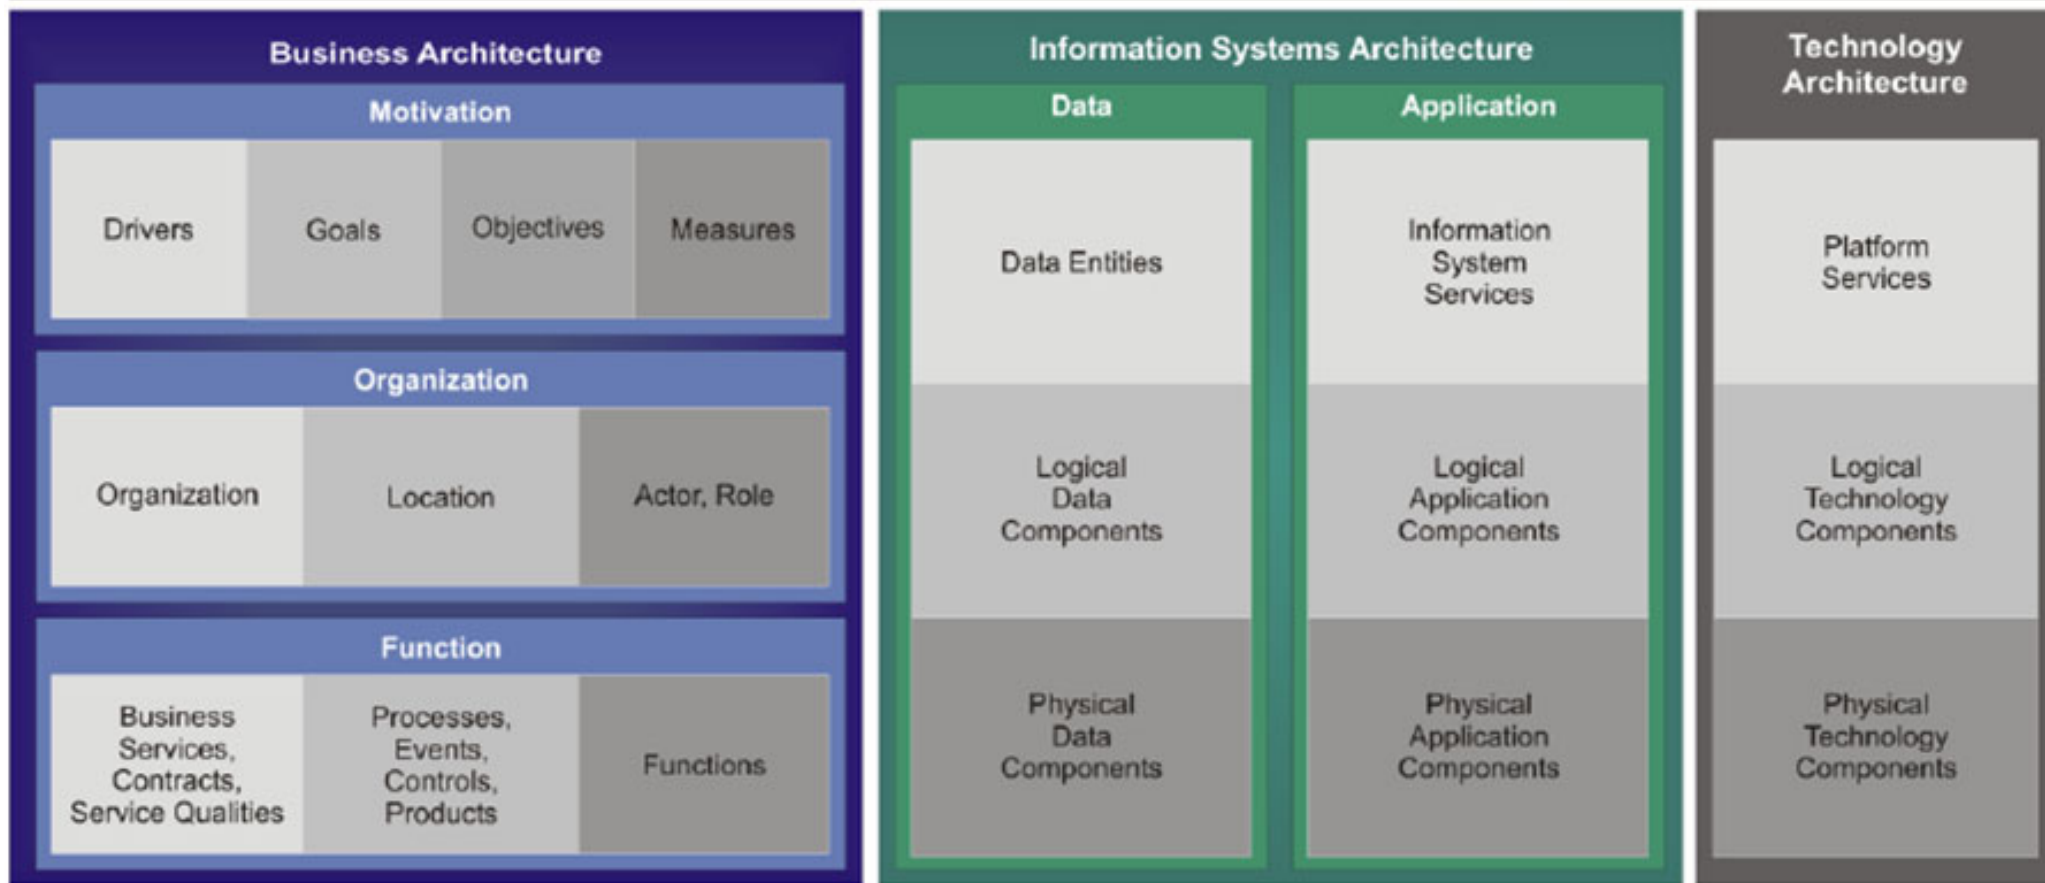 Business Architecture
Motivation
Drivers
Goals
Objectives
Measures
Organization
Organization
Location
Actor, Role
Function
Business
Services,
Contracts,
Service Qualities
Processes,
Events,
Controls,
Products
Functions
Information Systems Architecture
Data
Data Entities
Logical
Data
Components
Physical
Data
Components
Application
Information
System
Services
Logical
Application
Components
Physical
Application
Components
Technology
Architecture
Platform
Services
Logical
Technology
Components
Physical
Technology
Components